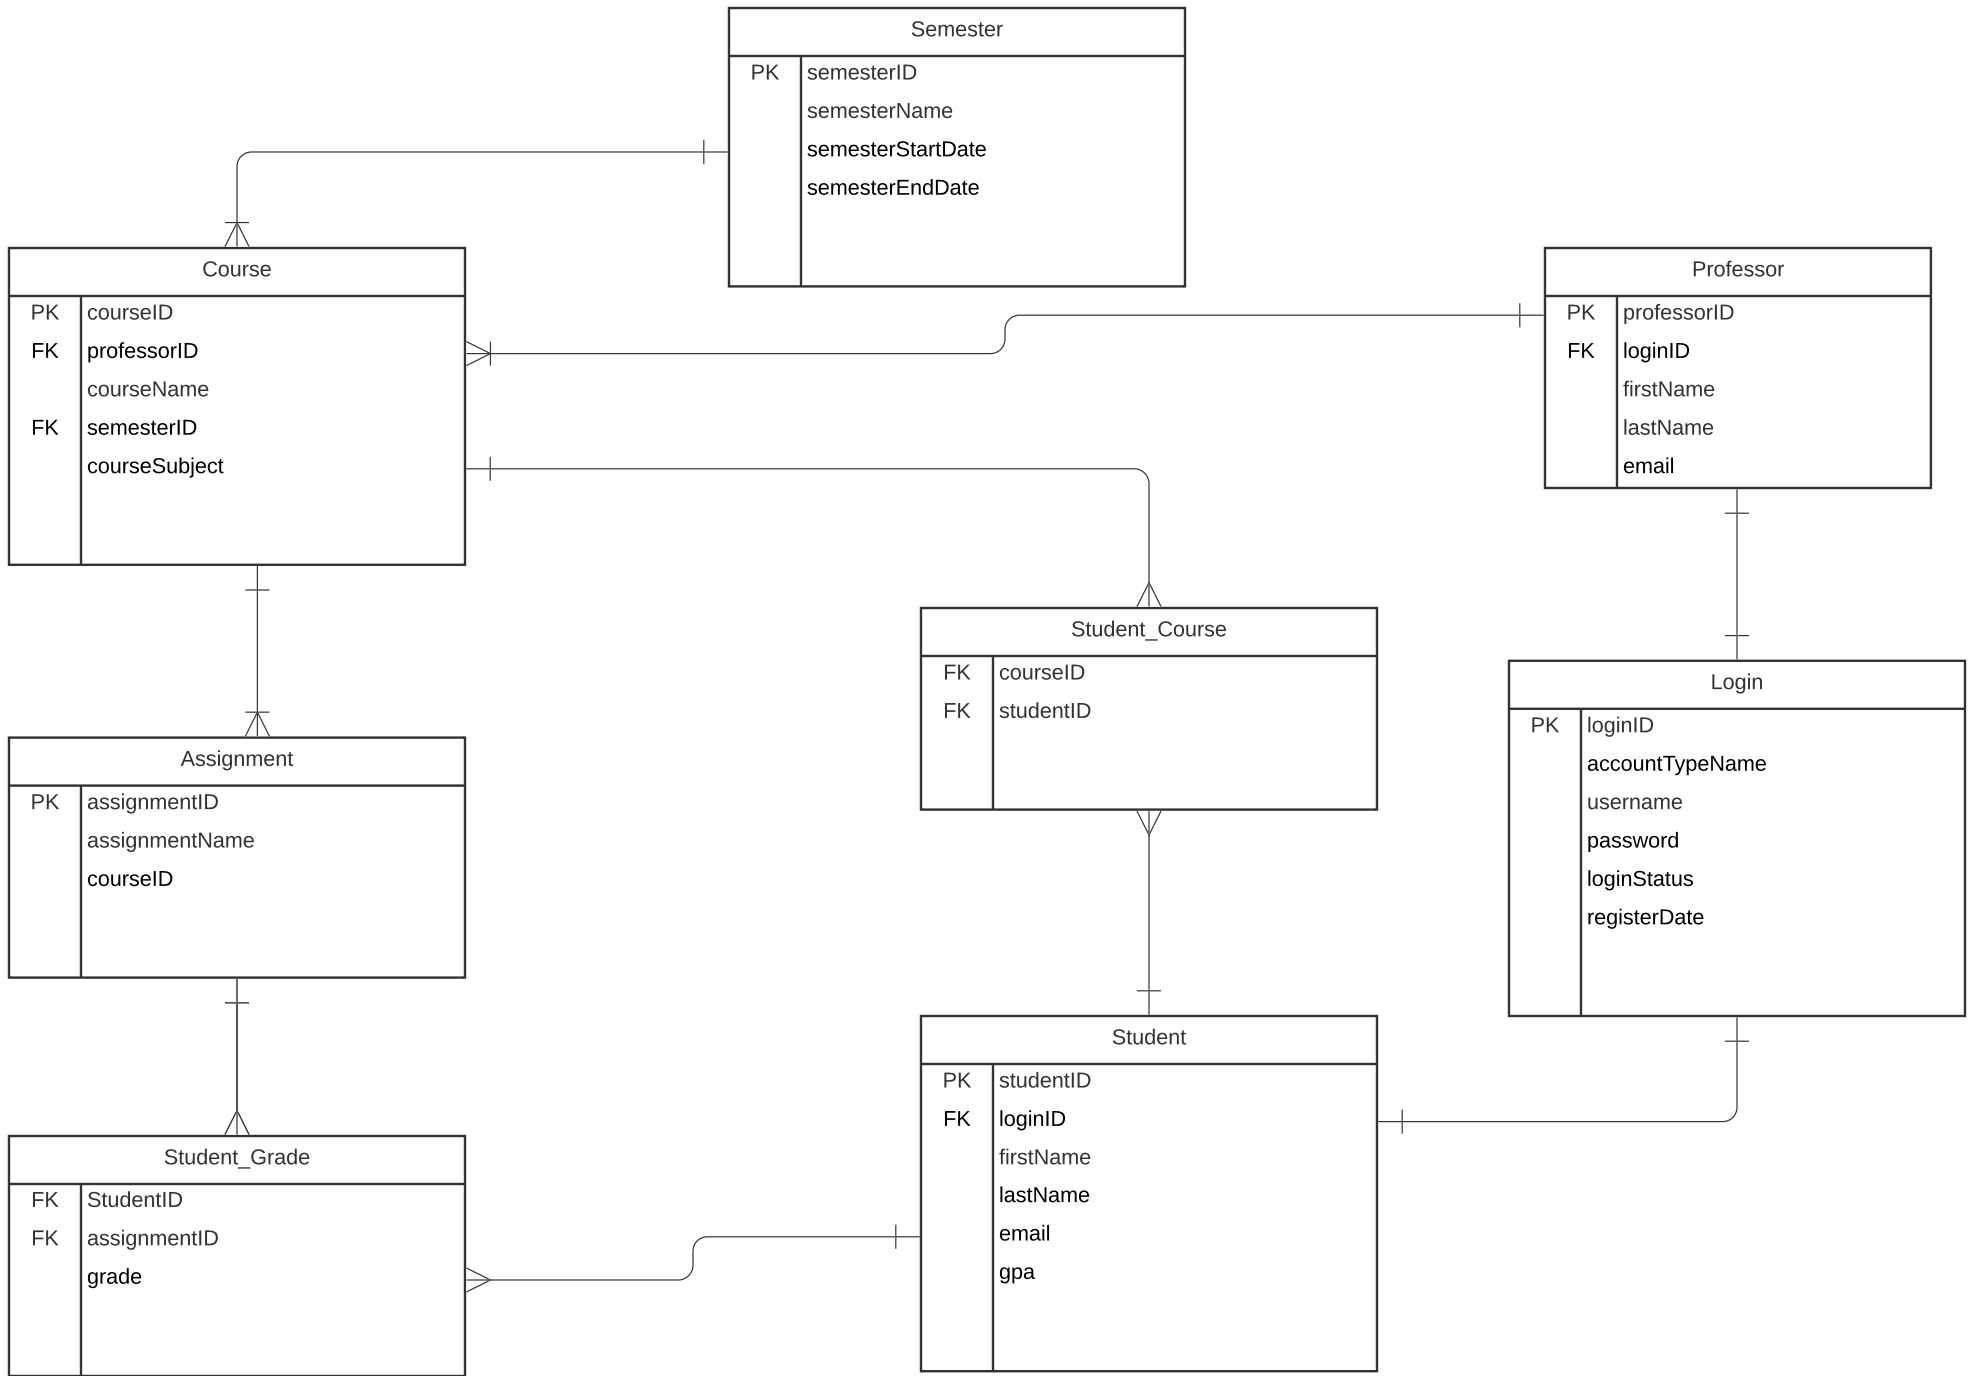 Semester
PK semesterID
semesterName
semesterStartDate
semesterEndDate
Course
PK courseID
FK professorID
courseName
FK semesterID
courseSubject
Professor
PK professorID
FK loginID
firstName
lastName
email
Student_Course
FK courseID
FK studentID
Login
PK loginID
accountTypeName
username
password
loginStatus
registerDate
Assignment
PK assignmentID
assignmentName
courseID
Student
PK studentID
FK loginID
firstName
lastName
email
gpa
Student_Grade
FK StudentID
FK assignmentID
grade